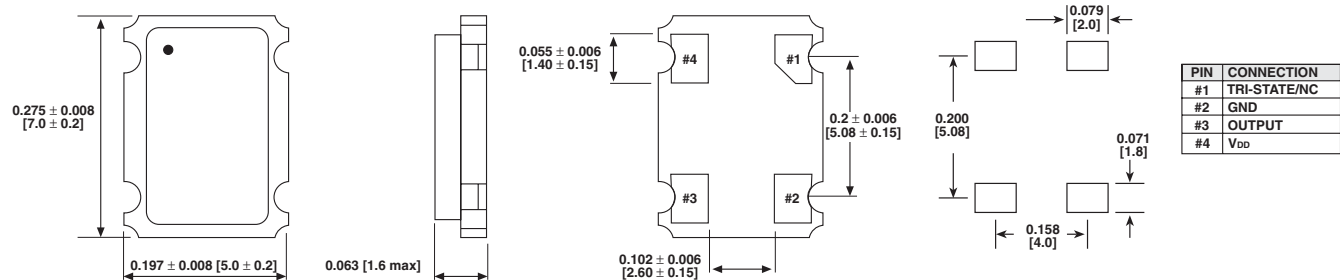 0.275 ± 0.008
[7.0 ± 0.2]
0.197 ± 0.008 [5.0 ± 0.2]
0.063 [1.6 max]
0.055 ± 0.006
[1.40 ± 0.15]
#4
#1
0.2 ± 0.006
[5.08 ± 0.15]
#3
#2
0.102 ± 0.006
[2.60 ± 0.15]
0.079
[2.0]
0.200
[5.08]
0.071
[1.8]
0.158
[4.0]
PIN CONNECTION
#1 TRI-STATE/NC
#2 GND
#3 OUTPUT
#4 VDD